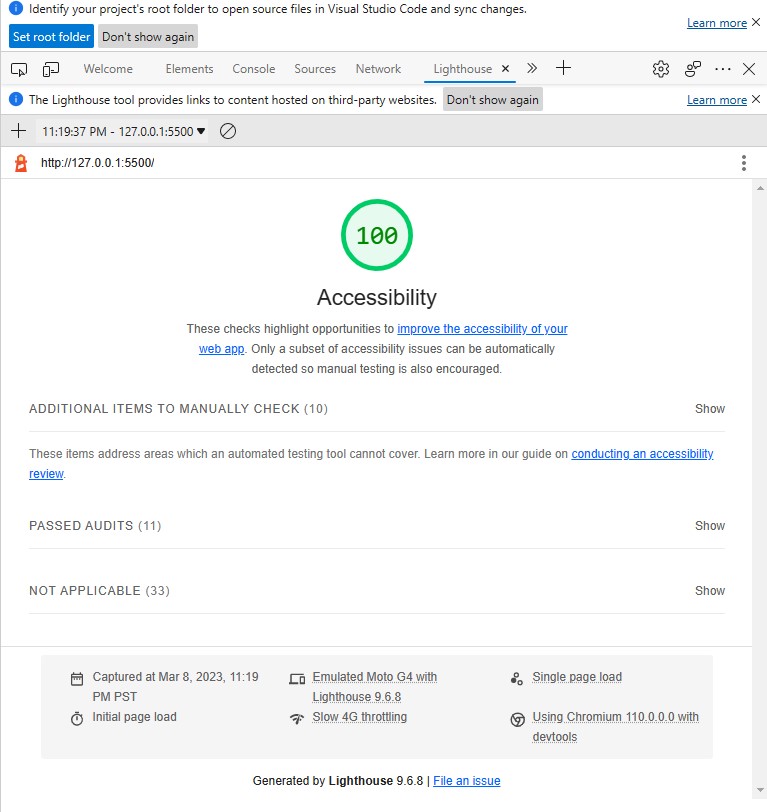 Identify your project's root folder to open source files in Visual Studio Code and sync changes.
Learn more
Set root folder Don't show again
Welcome Elements Console Sources Network Lighthouse
The Lighthouse tool provides links to content hosted on third-party websites. Don't show again Learn more
11:19:37 PM - 127.0.0.1:5500
http://127.0.0.1:5500/
100
Accessibility
These checks highlight opportunities to improve the accessibility of your
web app. Only a subset of accessibility issues can be automatically
detected so manual testing is also encouraged.
ADDITIONAL ITEMS TO MANUALLY CHECK (10) Show
These items address areas which an automated testing tool cannot cover. Learn more in our guide on conducting an accessibility
review.
PASSED AUDITS (11) Show
NOT APPLICABLE (33) Show
Captured at Mar 8, 2023, 11:19
PM PST
Emulated Moto G4 with
Lighthouse 9.6.8
Single page load
Initial page load
Slow 4G throttling
Using Chromium 110.0.0.0 with
devtools
Generated by Lighthouse 9.6.8 | File an issue